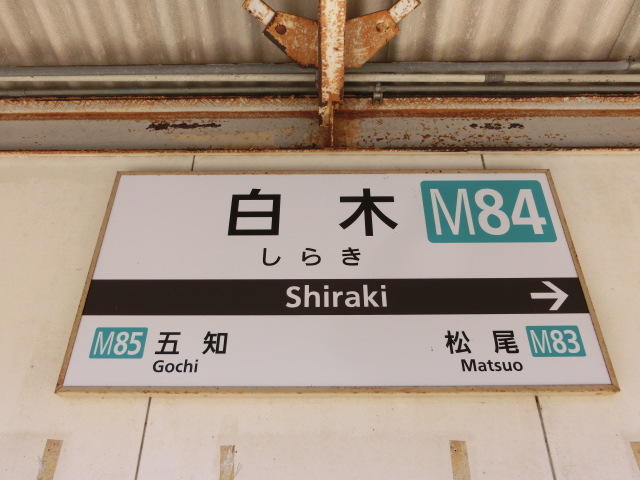 白木 M84
しらき
Shiraki →
M85 五知 松尾 M83
Gochi Matsuo